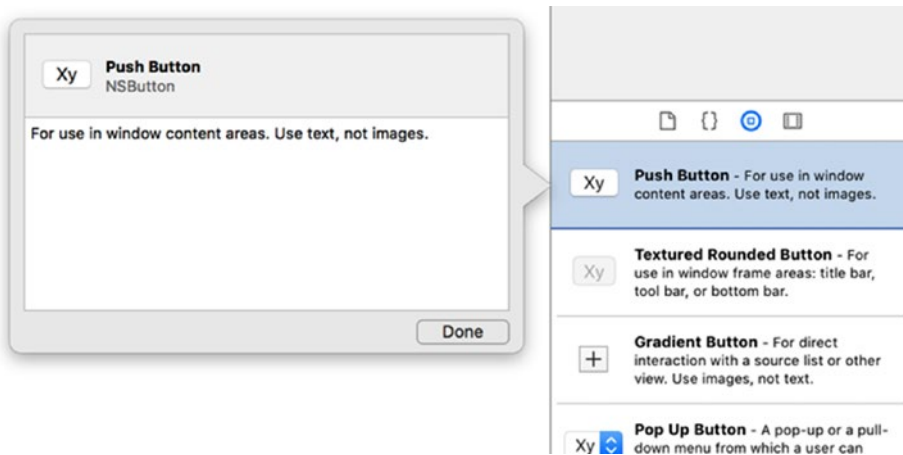 Xy
Push Button
NSButton
For use in window content areas. Use text, not images.
Done
{}
Xy
Push Button - For use in window
content areas. Use text, not images.
Xy
Textured Rounded Button - For
use in window frame areas: title bar,
tool bar, or bottom bar.
+
Gradient Button - For direct
interaction with a source list or other
view. Use images, not text.
Xy
Pop Up Button - A pop-up or a pull-
down menu from which a user can